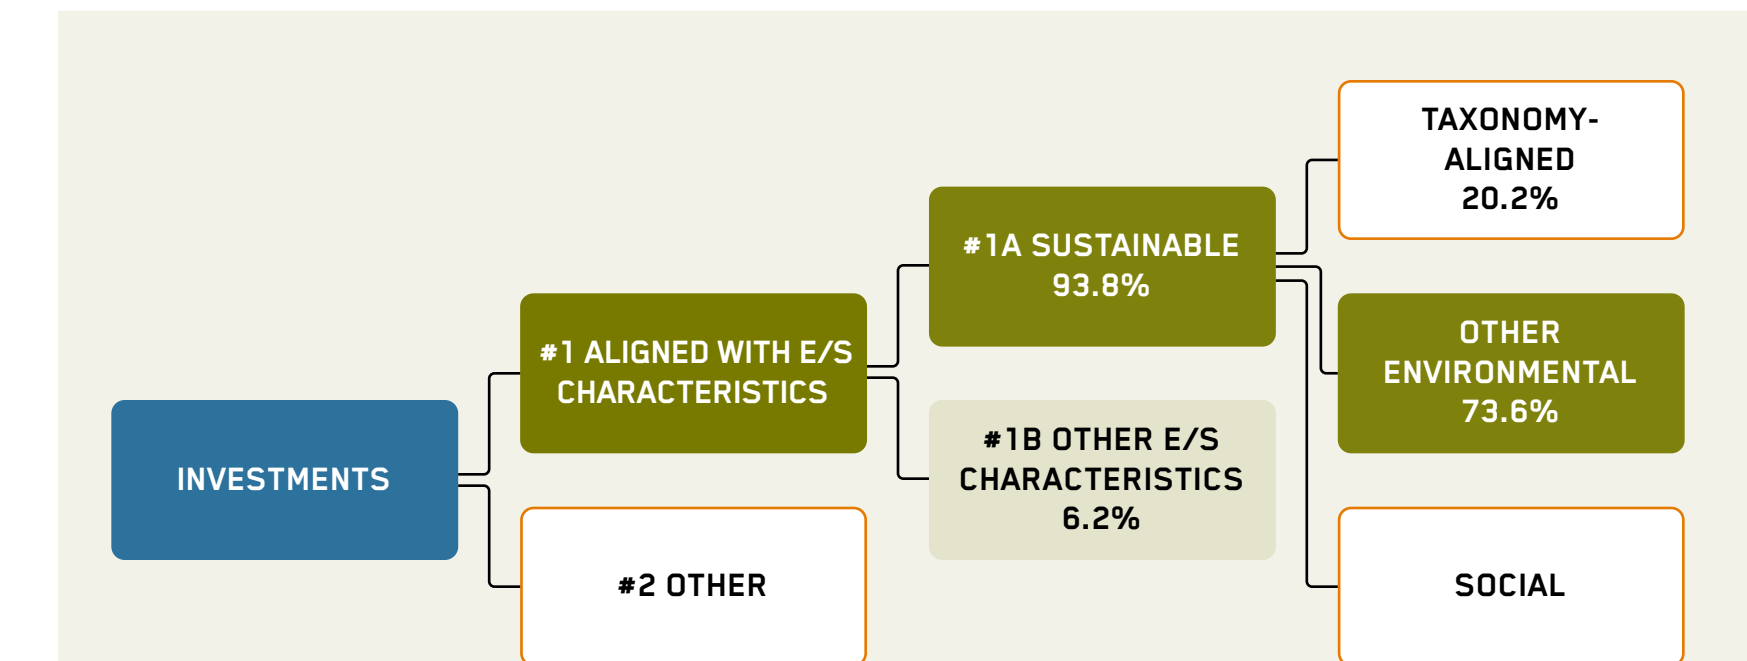 INVESTMENTS
#1 ALIGNED WITH E/S
CHARACTERISTICS
#2 OTHER
#1A SUSTAINABLE
93.8%
#1B OTHER E/S
CHARACTERISTICS
6.2%
TAXONOMY-
ALIGNED
20.2%
OTHER
ENVIRONMENTAL
73.6%
SOCIAL